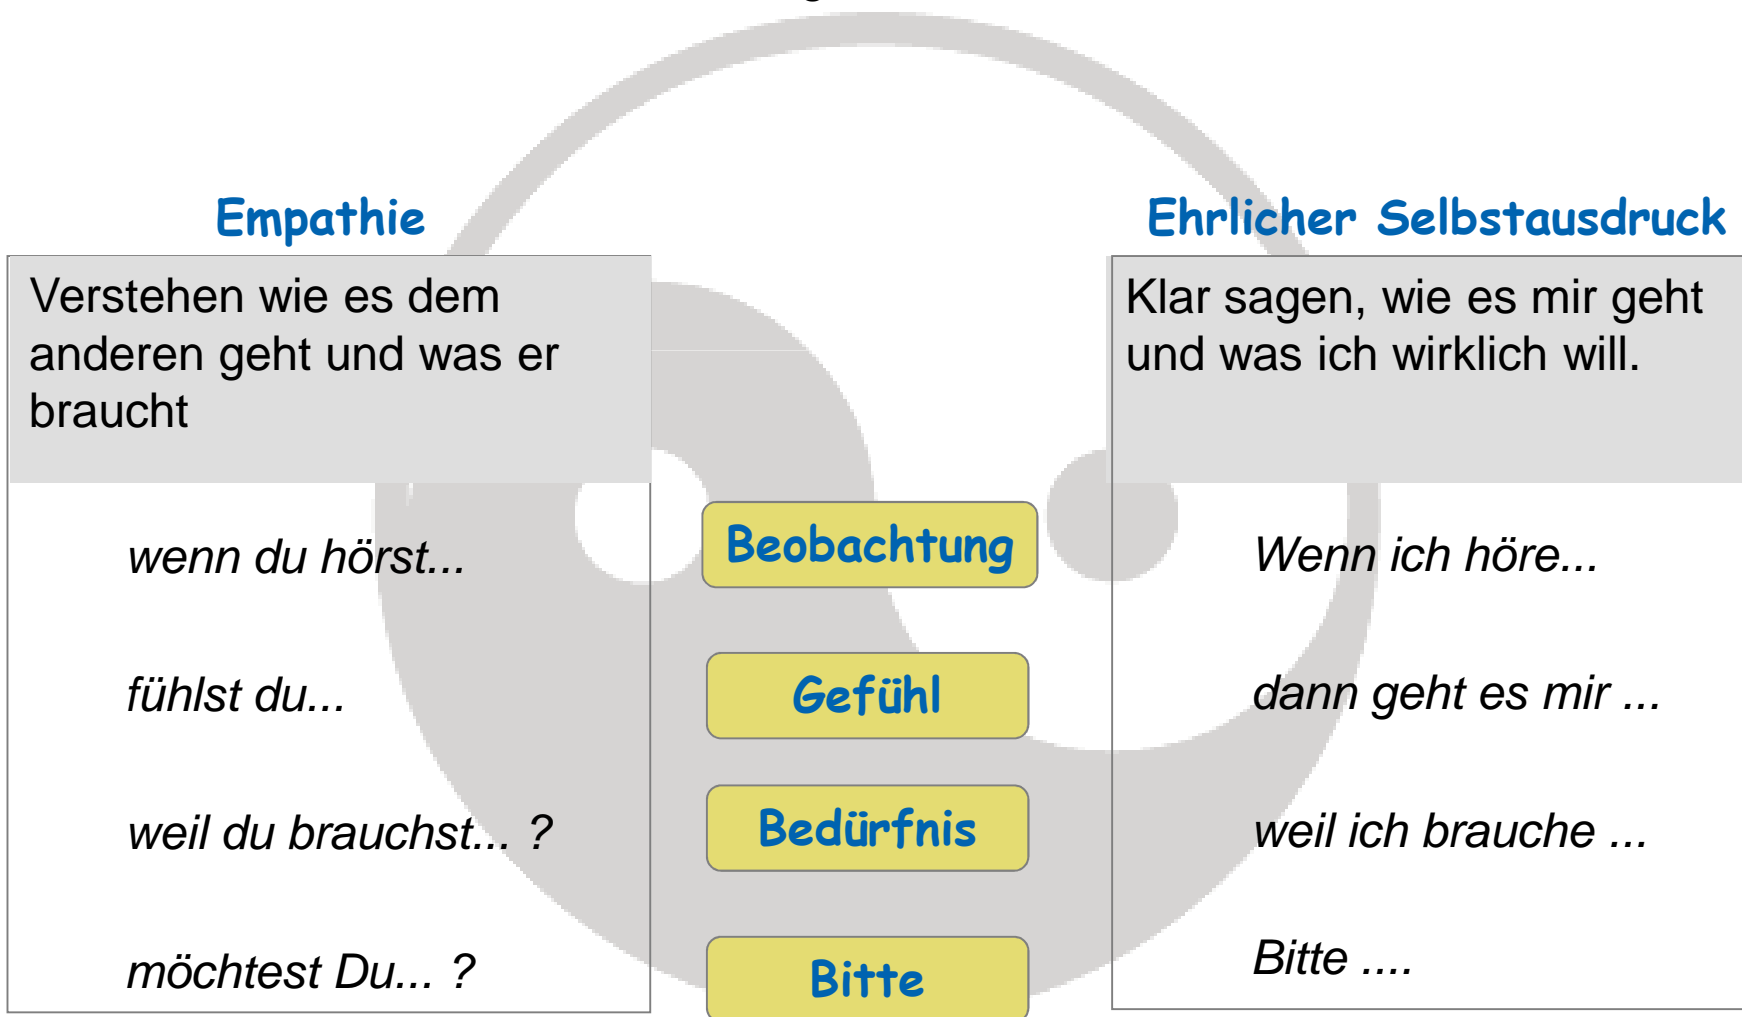 Empathie
Verstehen wie es dem
anderen geht und was er
braucht
wenn du hörst...
fühlst du...
weil du brauchst... ?
möchtest Du... ?
Beobachtung
Gefühl
Bedürfnis
Bitte
Ehrlicher Selbstausdruck
Klar sagen, wie es mir geht
und was ich wirklich will.
Wenn ich höre...
dann geht es mir ...
weil ich brauche ...
Bitte ....